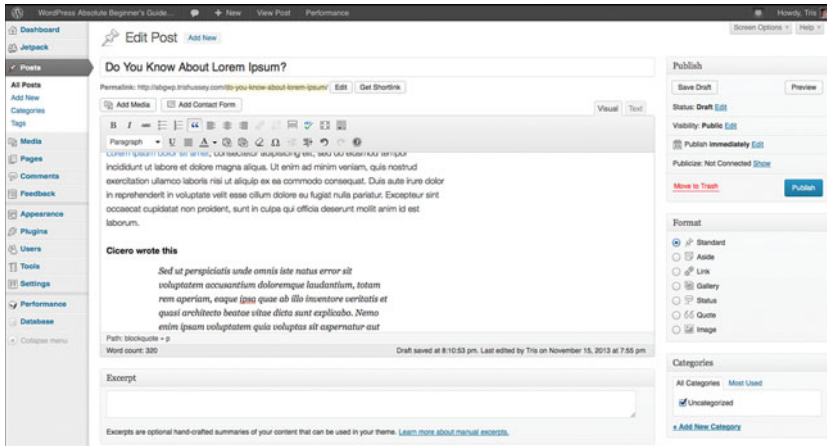 WordPress Absolute Beginner's Guide...
+ New
View Post
Performance
Howdy, Tris
Screen Options
Help
Dashboard
Jetpack
Posts
All Posts
Add New
Categories
Tags
Media
Pages
Comments
Feedback
Appearance
Plugins
Users
Tools
Settings
Performance
Database
Collapse menu
Edit Post Add New
Do You Know About Lorem Ipsum?
Permalink: http://abgwp.trishussey.com/do-you-know-about-lorem-ipsum/ Edit Get Shortlink
Add Media Add Contact Form
Visual Text
B I
Paragraph U A Ω
Lorem ipsum dolor sit amet, consectetur adipisicing elit, sed do eiusmod tempor
incididunt ut labore et dolore magna aliqua. Ut enim ad minim veniam, quis nostrud
exercitation ullamco laboris nisi ut aliquip ex ea commodo consequat. Duis aute irure dolor
in reprehenderit in voluptate velit esse cillum dolore eu fugiat nulla pariatur. Excepteur sint
occaecat cupidatat non proident, sunt in culpa qui officia deserunt mollit anim id est
laborum.
Cicero wrote this
Sed ut perspiciatis unde omnis iste natus error sit
voluptatem accusantium doloremque laudantium, totam
rem aperiam, eaque ipsa quae ab illo inventore veritatis et
quasi architecto beatae vitae dicta sunt explicabo. Nemo
enim ipsam voluptatem quia voluptas sit aspernatur aut
Path: blockquote » p
Word count: 320
Draft saved at 8:10:53 pm. Last edited by Tris on November 15, 2013 at 7:55 pm
Excerpt
Excerpts are optional hand-crafted summaries of your content that can be used in your theme. Learn more about manual excerpts.
Publish
Save Draft Preview
Status: Draft Edit
Visibility: Public Edit
Publish immediately Edit
Publicize: Not Connected Show
Move to Trash Publish
Format
Standard
Aside
Link
Gallery
Status
Quote
Image
Categories
All Categories Most Used
Uncategorized
+ Add New Category